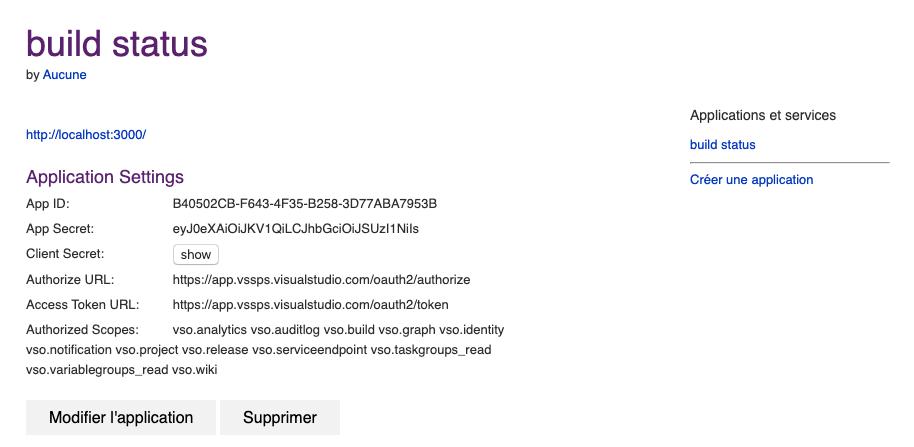 build status
by Aucune
http://localhost:3000/
Applications et services
build status
Créer une application
Application Settings
App ID: B40502CB-F643-4F35-B258-3D77ABA7953B
App Secret: eyJ0eXAiOiJKV1QiLCJhbGciOiJSUzI1NiIs
Client Secret: show
Authorize URL: https://app.vssps.visualstudio.com/oauth2/authorize
Access Token URL: https://app.vssps.visualstudio.com/oauth2/token
Authorized Scopes: vso.analytics vso.auditlog vso.build vso.graph vso.identity
vso.notification vso.project vso.release vso.serviceendpoint vso.taskgroups_read
vso.variablegroups_read vso.wiki
Modifier l'application Supprimer